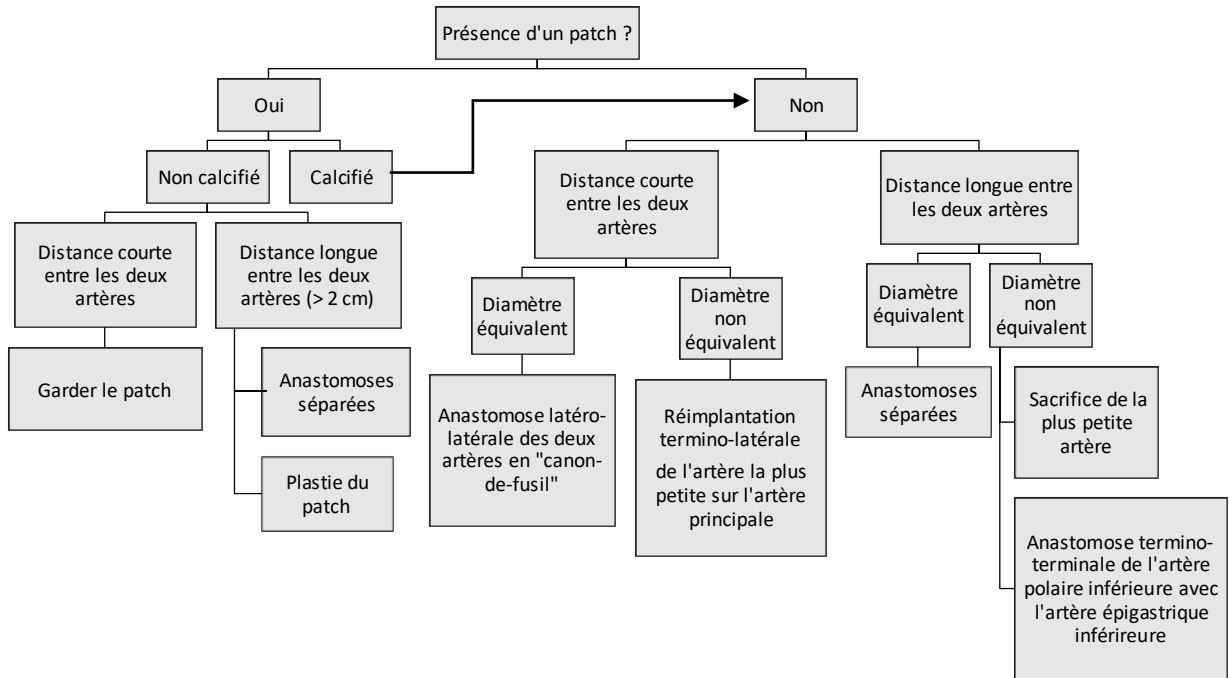 Présence d'un patch ?
Oui
Non
Non calcifié
Calcifié
Distance courte
entre les deux
artères
Distance longue
entre les deux
artères (> 2 cm)
Garder le patch
Anastomoses
séparées
Plastie du
patch
Distance courte
entre les deux
artères
Distance longue entre
les deux artères
Diamètre
équivalent
Diamètre
non
équivalent
Anastomose latéro-
latérale des deux
artères en "canon-
de-fusil"
Réimplantation
termino-latérale
de l'artère la plus
petite sur l'artère
principale
Diamètre
équivalent
Diamètre
non
équivalent
Anastomoses
séparées
Sacrifice de la
plus petite
artère
Anastomose termino-
terminale de l'artère
polaire inférieure avec
l'artère épigastrique
inférireure